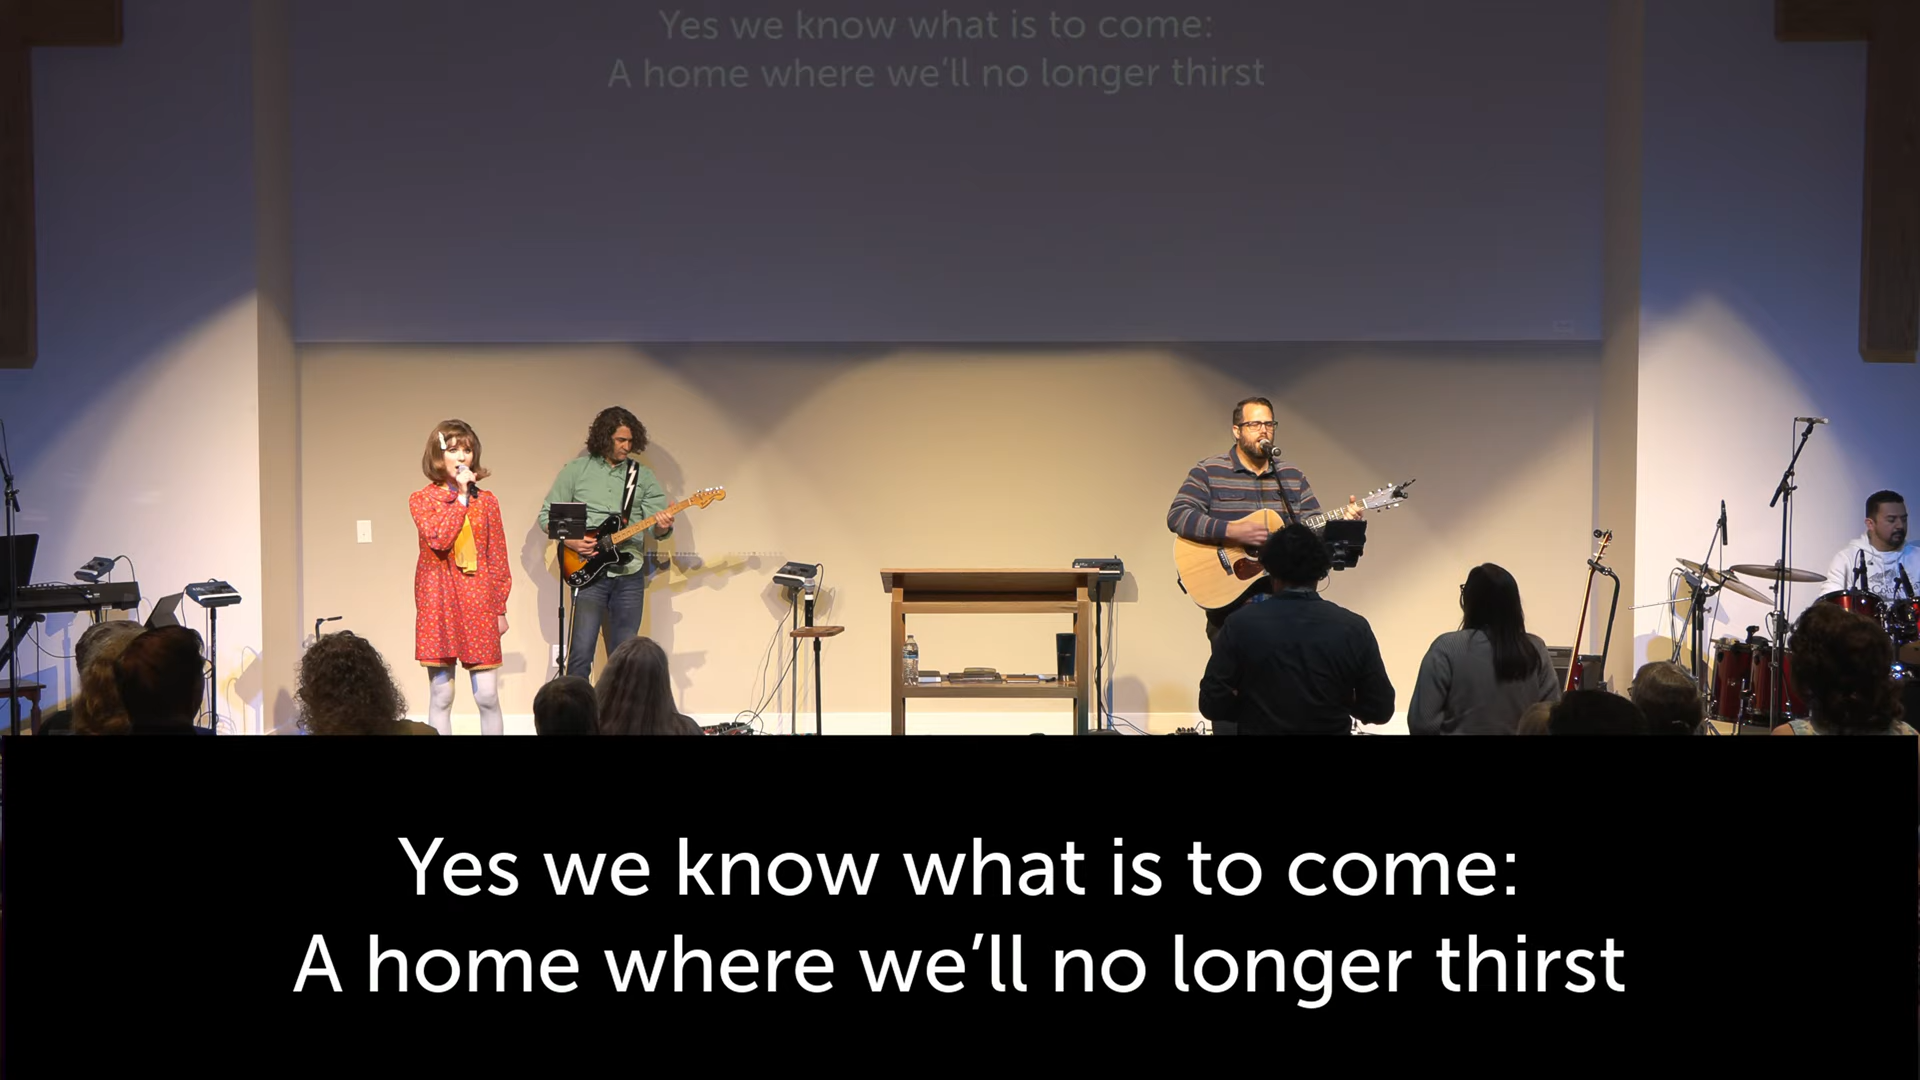 Yes we know what is to come:
A home where we'll no longer thirst
Yes we know what is to come:
A home where we'll no longer thirst